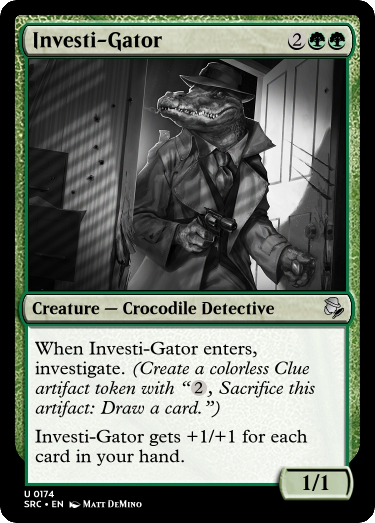 Investi-Gator 2
Creature — Crocodile Detective
When Investi-Gator enters,
investigate. (Create a colorless Clue
artifact token with “2, Sacrifice this
artifact: Draw a card.”)
Investi-Gator gets +1/+1 for each
card in your hand.
1/1
U 0174
SRC • EN Matt DeMino